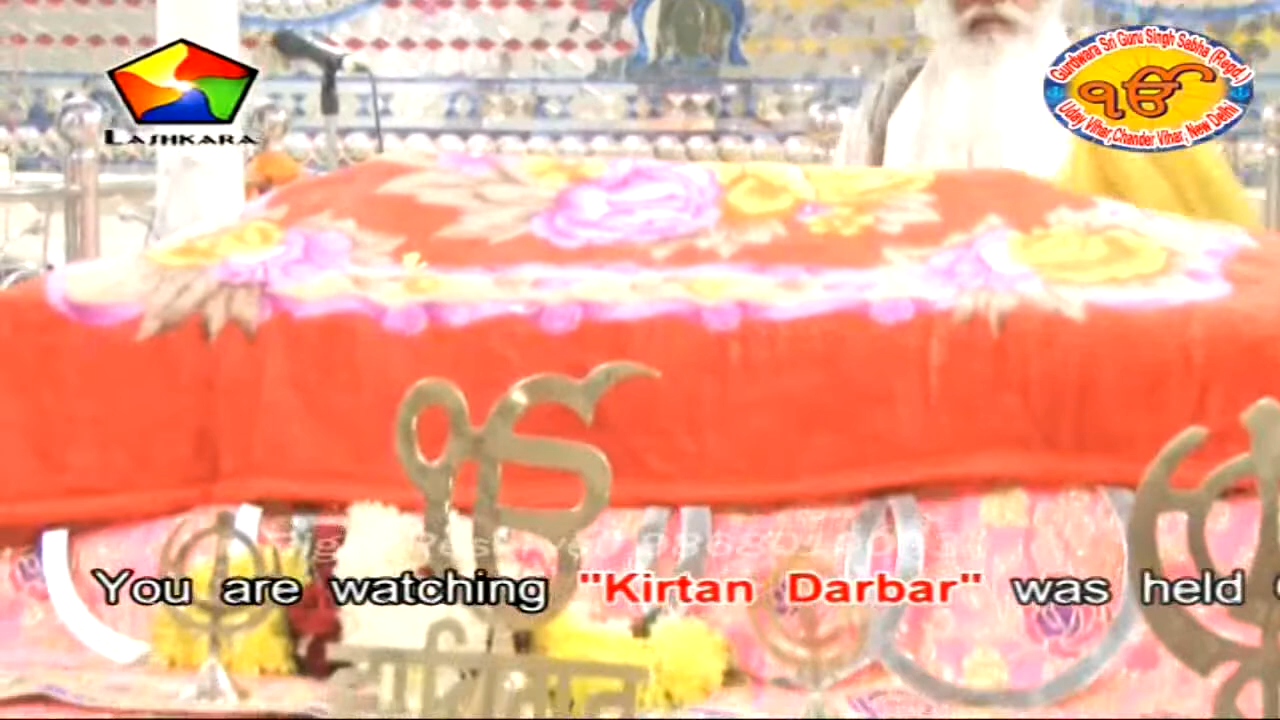 LASHKARA
Gurdwara Sri Guru Singh Sabha (Regd.)
ੴ
Uday Vihar, Chander Vihar, New Delhi
ੴ
You are watching "Kirtan Darbar" was held